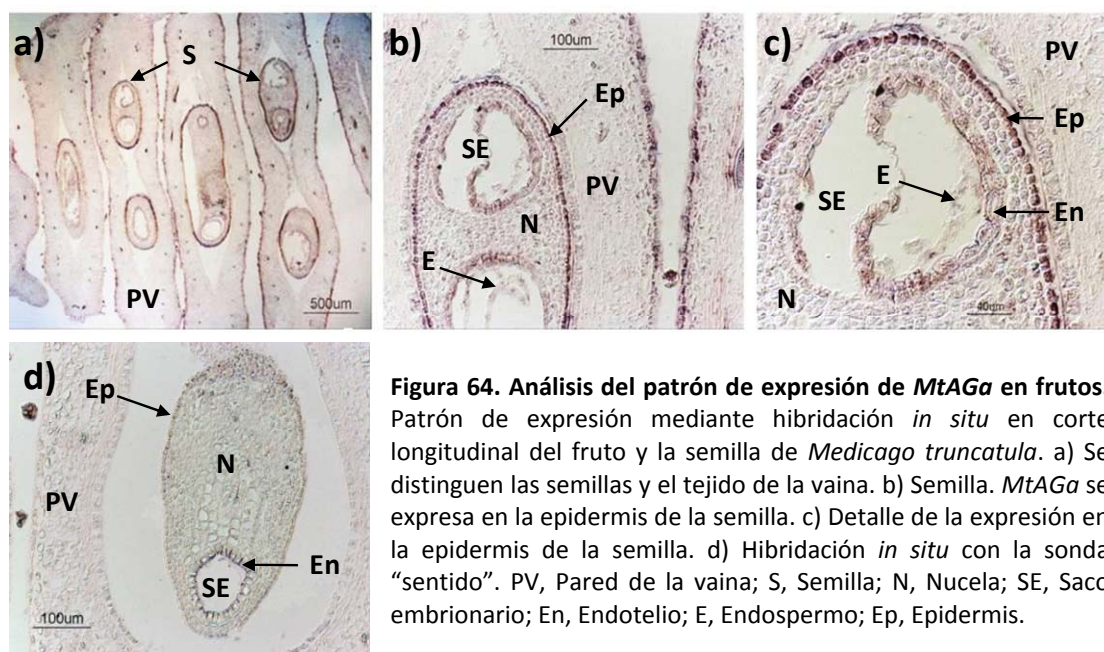 a)
S
PV
500um
b)
100um
Ep
SE
PV
N
E
c)
PV
Ep
E
SE
En
N
40um
d)
Ep
N
PV
En
SE
100um
Figura 64. Análisis del patrón de expresión de MtAGa en frutos.
Patrón de expresión mediante hibridación in situ en corte
longitudinal del fruto y la semilla de Medicago truncatula. a) Se
distinguen las semillas y el tejido de la vaina. b) Semilla. MtAGa se
expresa en la epidermis de la semilla. c) Detalle de la expresión en
la epidermis de la semilla. d) Hibridación in situ con la sonda
“sentido”. PV, Pared de la vaina; S, Semilla; N, Nucela; SE, Saco
embrionario; En, Endotelio; E, Endospermo; Ep, Epidermis.